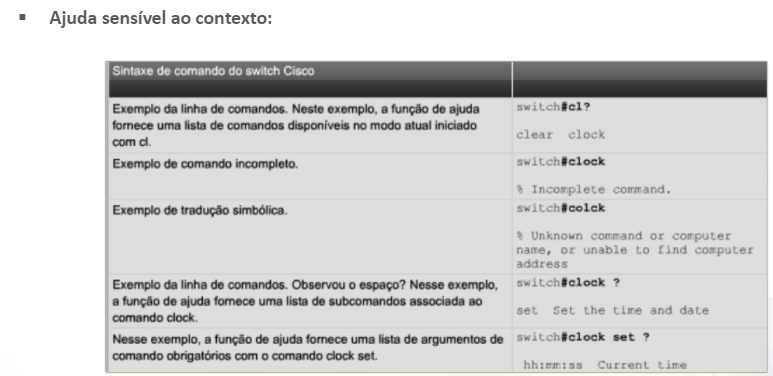 ▪ Ajuda sensível ao contexto:
Sintaxe de comando do switch Cisco
Exemplo da linha de comandos. Neste exemplo, a função de ajuda
fornece uma lista de comandos disponíveis no modo atual iniciado
com cl.
switch#cl?
clear clock
Exemplo de comando incompleto.
switch#clock
% Incomplete command.
Exemplo de tradução simbólica.
switch#colck
% Unknown command or computer
name, or unable to find computer
address
Exemplo da linha de comandos. Observou o espaço? Nesse exemplo,
a função de ajuda fornece uma lista de subcomandos associada ao
comando clock.
switch#clock ?
set Set the time and date
Nesse exemplo, a função de ajuda fornece uma lista de argumentos de
comando obrigatórios com o comando clock set.
switch#clock set ?
hh:mm:ss Current time